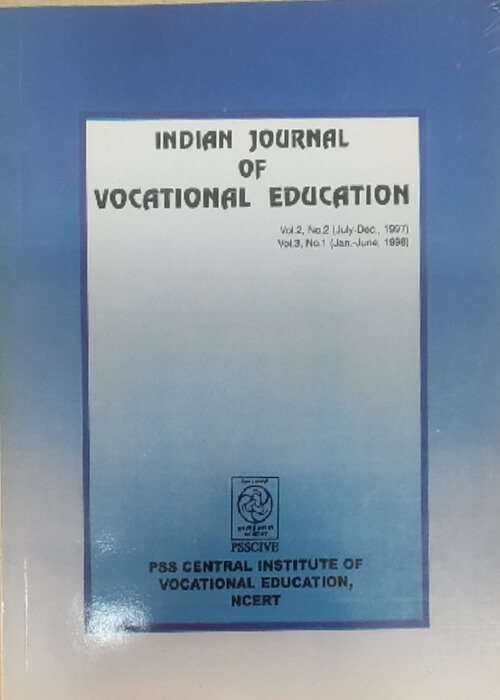 INDIAN JOURNAL
OF
VOCATIONAL EDUCATION
Vol.2, No.2 (July-Dec., 1997)
Vol.3, No.1 (Jan.-June, 1998)
PSSCIVE
PSS CENTRAL INSTITUTE OF
VOCATIONAL EDUCATION,
NCERT